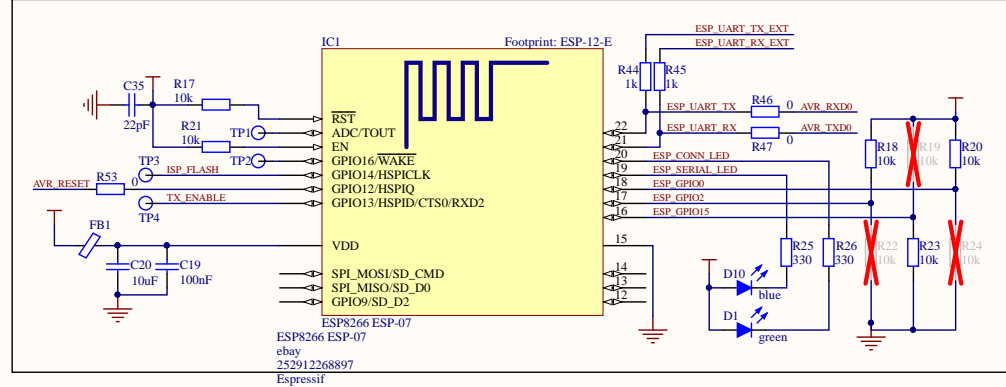 ESP_UART_TX_EXT
ESP_UART_RX_EXT
IC1
Footprint: ESP-12-E
R44
1k
R45
1k
C35
22pF
R17
10k
R21
10k
RST
ADC/TOUT
EN
GPIO16/WAKE
GPIO14/HSPICLK
GPIO12/HSPIQ
GPIO13/HSPID/CTS0/RXD2
VDD
SPI_MOSI/SD_CMD
SPI_MISO/SD_D0
GPIO9/SD_D2
TP1
TP2
TP3
ISP_FLASH
AVR_RESET
R53
0
TX_ENABLE
TP4
FB1
C20
10uF
C19
100nF
22
21
20
19
18
17
16
15
14
13
12
ESP_UART_TX
R46
0
AVR_RXD0
ESP_UART_RX
R47
0
AVR_TXD0
ESP_CONN_LED
ESP_SERIAL_LED
ESP_GPIO0
ESP_GPIO2
ESP_GPIO15
R18
10k
R19
10k
R20
10k
R25
330
R26
330
R22
10k
R23
10k
R24
10k
D10
blue
D1
green
ESP8266 ESP-07
ESP8266 ESP-07
ebay
252912268897
Espressif